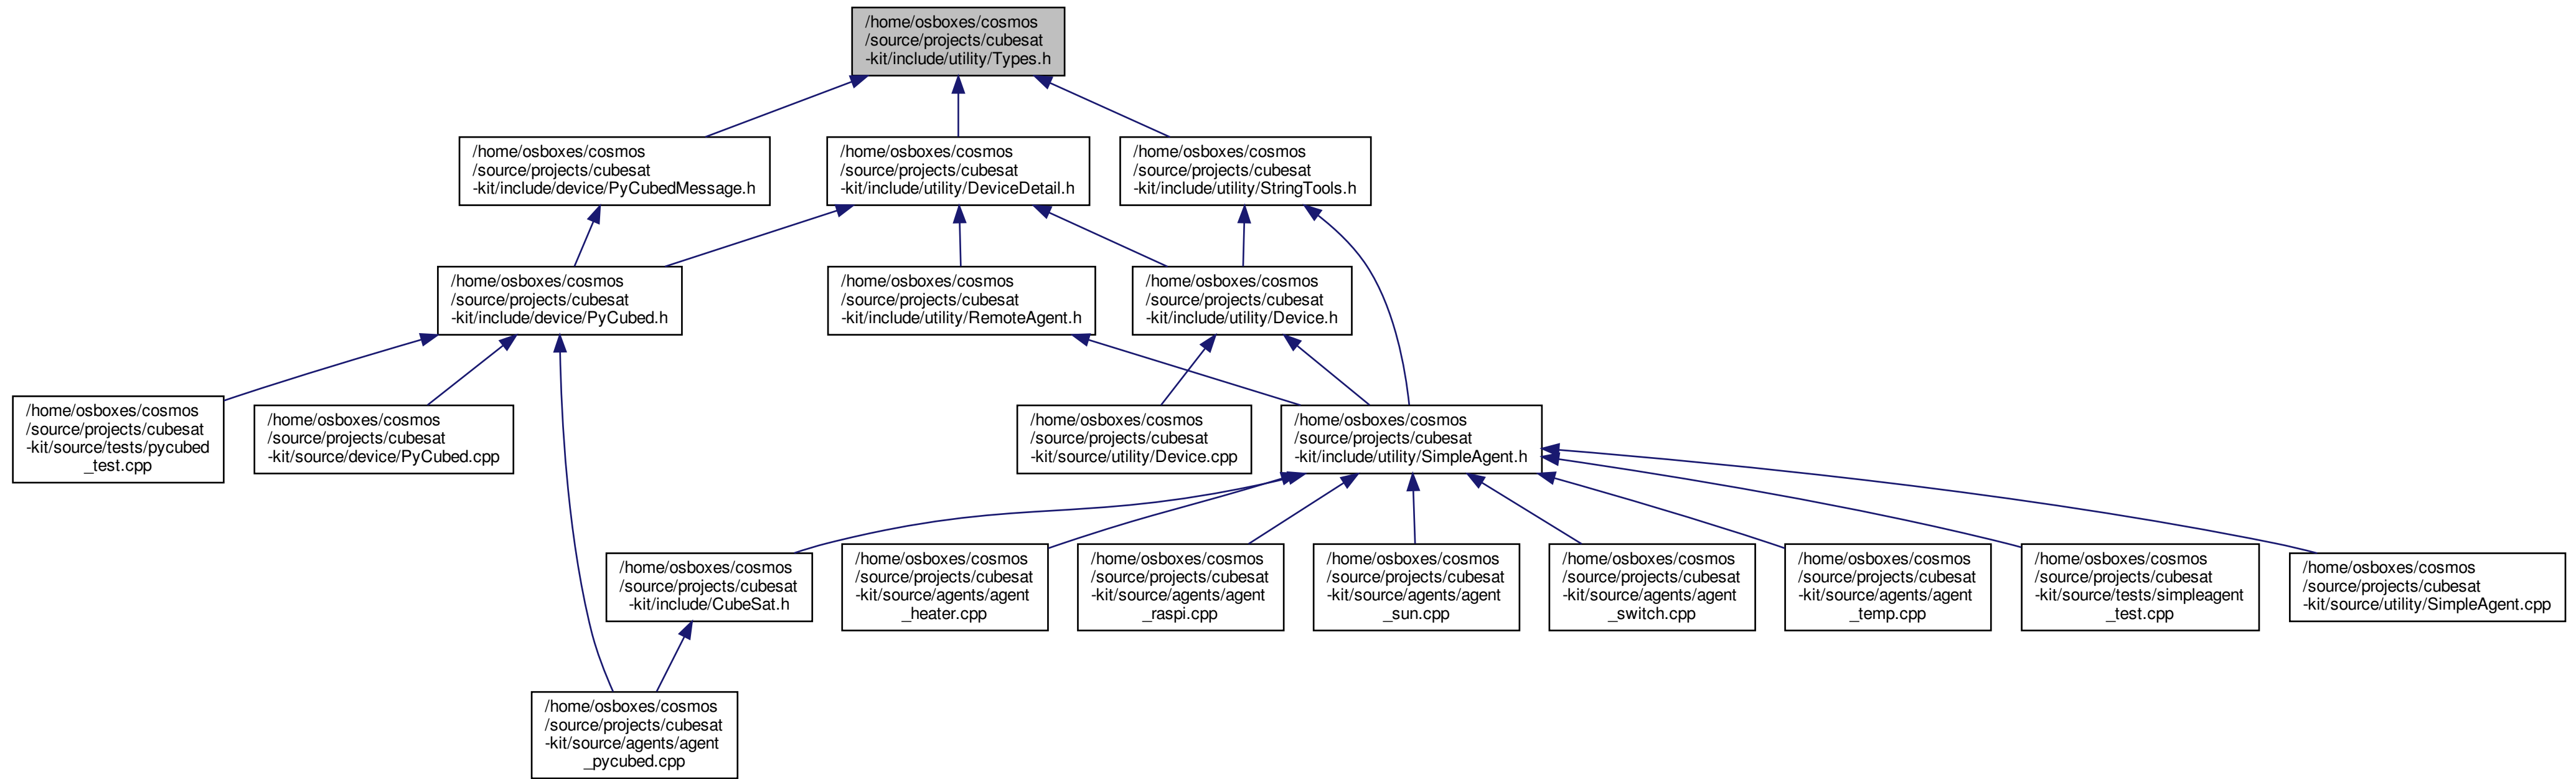 /home/osboxes/cosmos
/source/projects/cubesat
-kit/include/utility/Types.h
/home/osboxes/cosmos
/source/projects/cubesat
-kit/include/device/PyCubedMessage.h
/home/osboxes/cosmos
/source/projects/cubesat
-kit/include/utility/DeviceDetail.h
/home/osboxes/cosmos
/source/projects/cubesat
-kit/include/utility/StringTools.h
/home/osboxes/cosmos
/source/projects/cubesat
-kit/include/device/PyCubed.h
/home/osboxes/cosmos
/source/projects/cubesat
-kit/include/utility/RemoteAgent.h
/home/osboxes/cosmos
/source/projects/cubesat
-kit/include/utility/Device.h
/home/osboxes/cosmos
/source/projects/cubesat
-kit/source/tests/pycubed
_test.cpp
/home/osboxes/cosmos
/source/projects/cubesat
-kit/source/device/PyCubed.cpp
/home/osboxes/cosmos
/source/projects/cubesat
-kit/source/utility/Device.cpp
/home/osboxes/cosmos
/source/projects/cubesat
-kit/include/utility/SimpleAgent.h
/home/osboxes/cosmos
/source/projects/cubesat
-kit/include/CubeSat.h
/home/osboxes/cosmos
/source/projects/cubesat
-kit/source/agents/agent
_heater.cpp
/home/osboxes/cosmos
/source/projects/cubesat
-kit/source/agents/agent
_raspi.cpp
/home/osboxes/cosmos
/source/projects/cubesat
-kit/source/agents/agent
_sun.cpp
/home/osboxes/cosmos
/source/projects/cubesat
-kit/source/agents/agent
_switch.cpp
/home/osboxes/cosmos
/source/projects/cubesat
-kit/source/agents/agent
_temp.cpp
/home/osboxes/cosmos
/source/projects/cubesat
-kit/source/tests/simpleagent
_test.cpp
/home/osboxes/cosmos
/source/projects/cubesat
-kit/source/utility/SimpleAgent.cpp
/home/osboxes/cosmos
/source/projects/cubesat
-kit/source/agents/agent
_pycubed.cpp